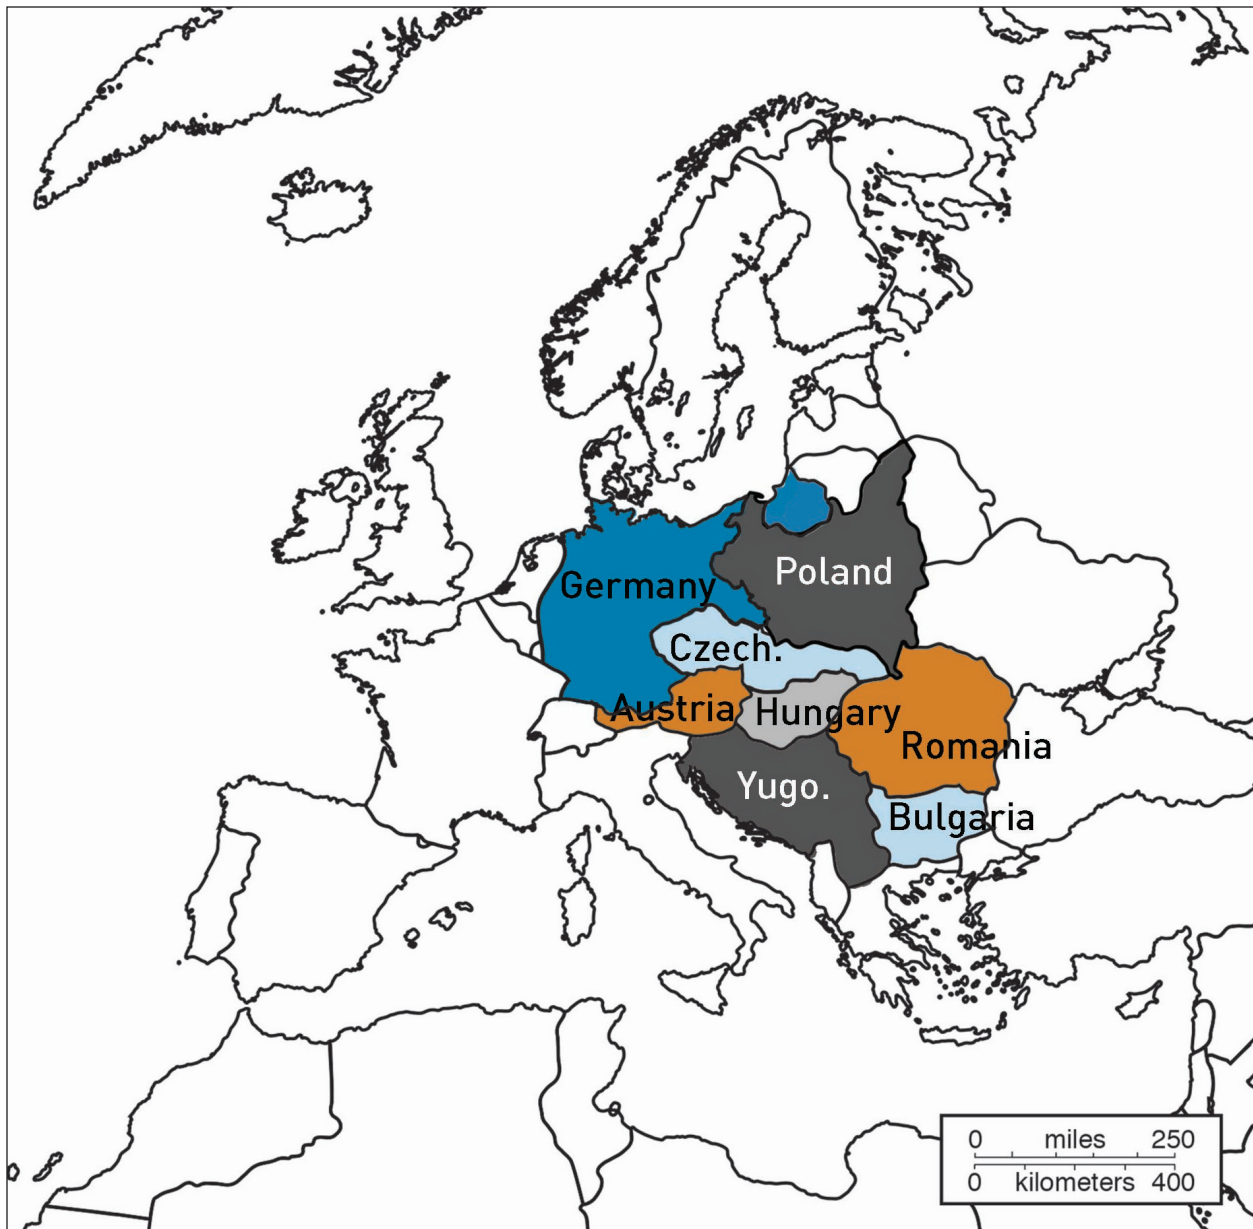 Poland
Germany
Czech.
Austria
Hungary
Romania
Yugo.
Bulgaria
0 miles 250
0 kilometers 400